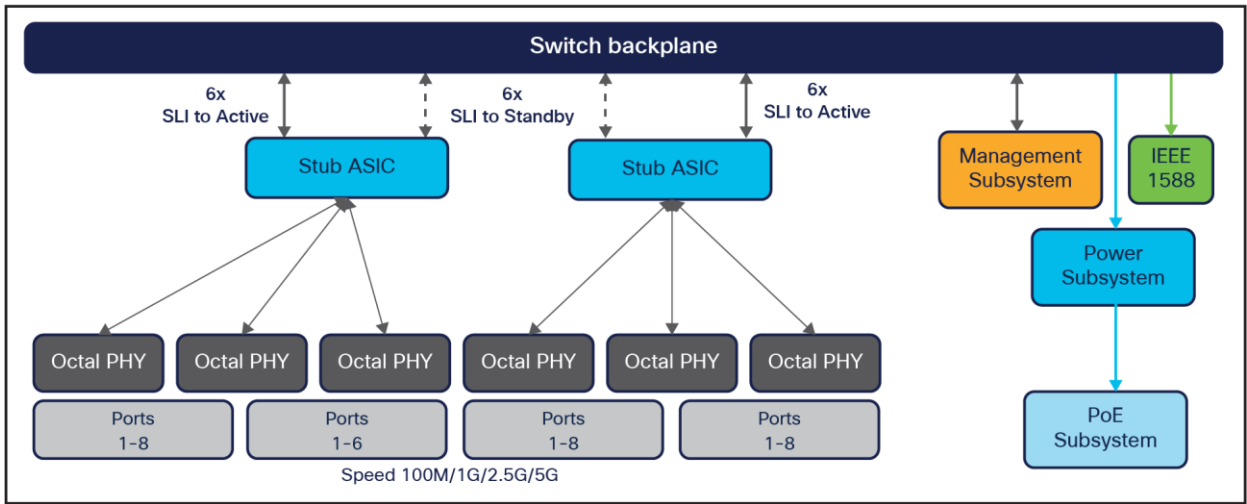 Switch backplane
6x
SLI to Active
6x
SLI to Standby
6x
SLI to Active
Stub ASIC
Stub ASIC
Management
Subsystem
IEEE
1588
Power
Subsystem
Octal PHY
Octal PHY
Octal PHY
Octal PHY
Octal PHY
Octal PHY
Ports
1-8
Ports
1-6
Ports
1-8
Ports
1-8
PoE
Subsystem
Speed 100M/1G/2.5G/5G